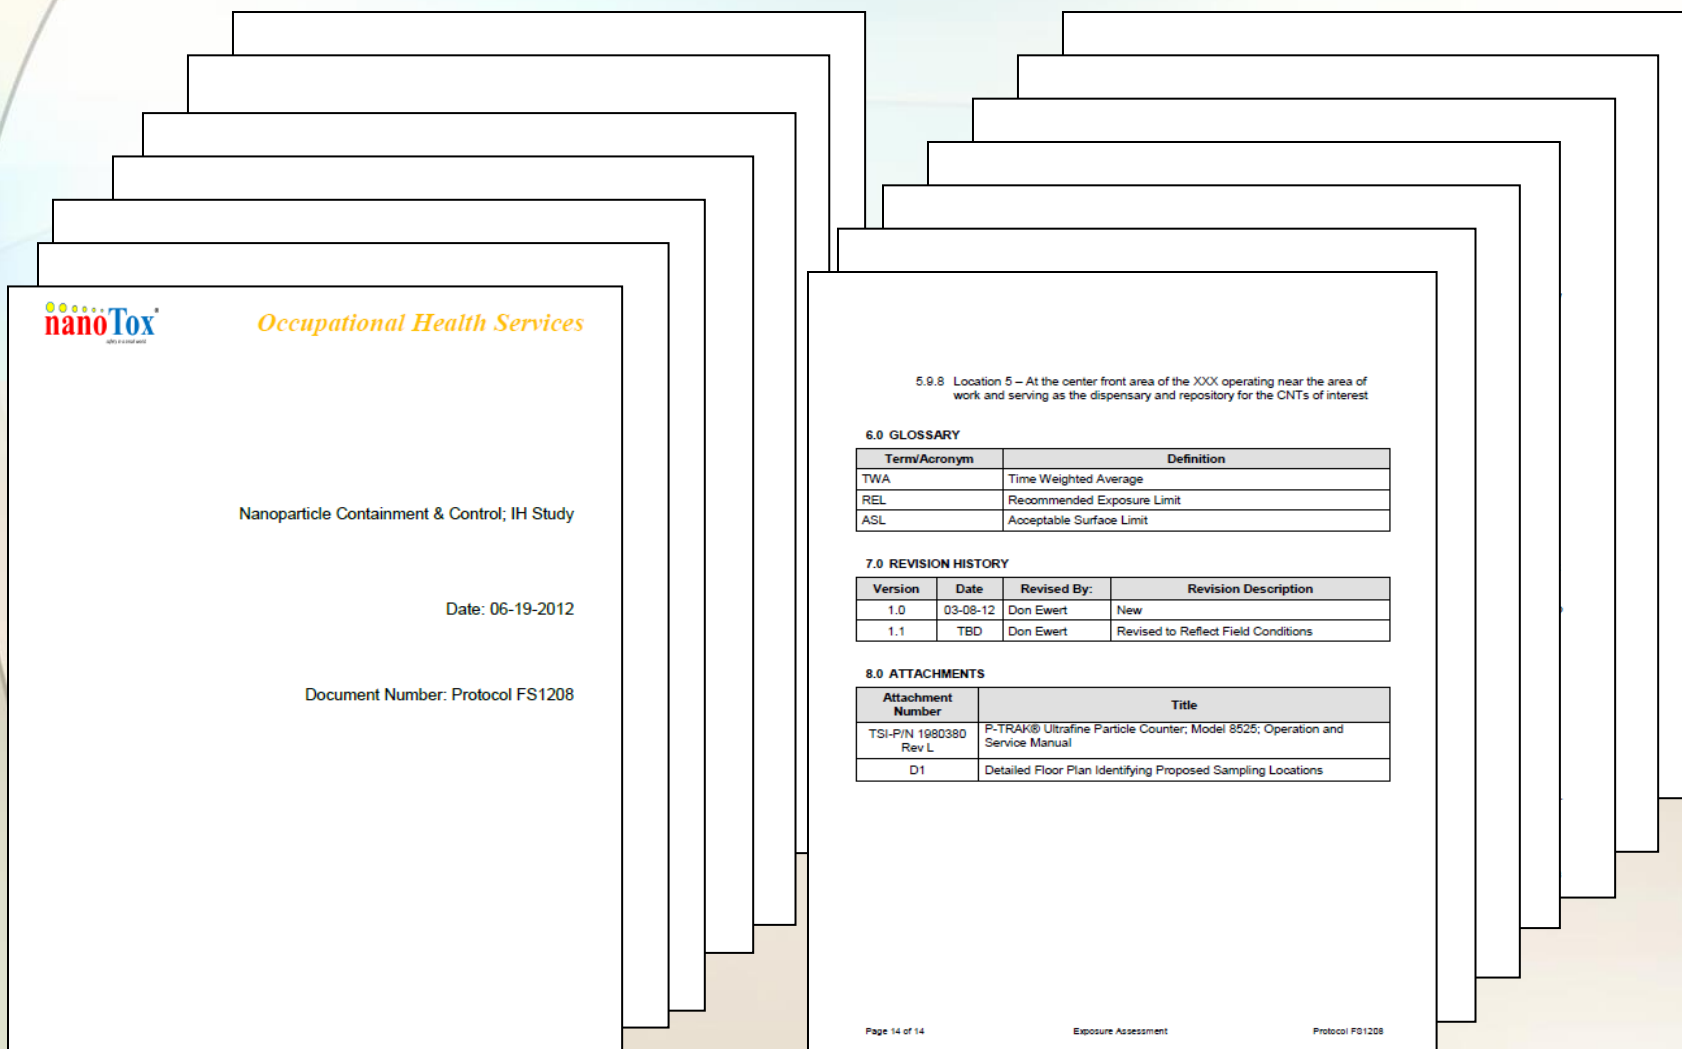 nanoTox®
Occupational Health Services
Nanoparticle Containment & Control; IH Study
Date: 06-19-2012
Document Number: Protocol FS1208
5.9.8 Location 5 – At the center front area of the XXX operating near the area of
work and serving as the dispensary and repository for the CNTs of interest
6.0 GLOSSARY
Term/Acronym Definition
TWA Time Weighted Average
REL Recommended Exposure Limit
ASL Acceptable Surface Limit
7.0 REVISION HISTORY
Version Date Revised By: Revision Description
1.0 03-08-12 Don Ewert New
1.1 TBD Don Ewert Revised to Reflect Field Conditions
8.0 ATTACHMENTS
Attachment
Number
Title
TSI-P/N 1980380
Rev L
P-TRAK® Ultrafine Particle Counter; Model 8525; Operation and
Service Manual
D1 Detailed Floor Plan Identifying Proposed Sampling Locations
Page 14 of 14 Exposure Assessment Protocol FS1208